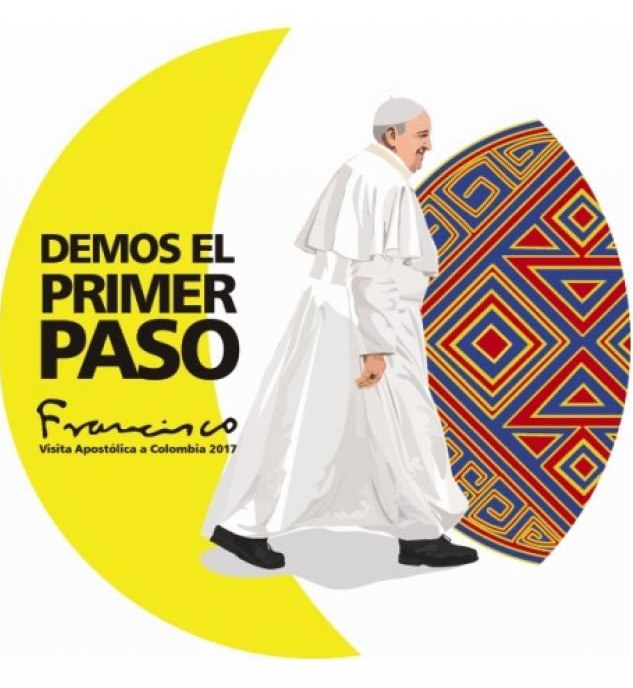 DEMOS EL
PRIMER
PASO
Francisco
Visita Apostólica a Colombia 2017